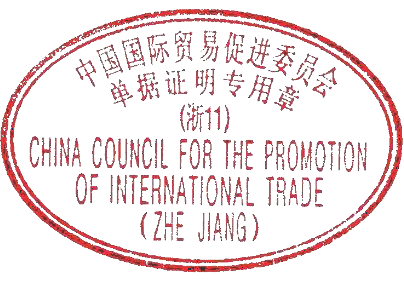 中国国际贸易促进委员会
单据证明专用章
(浙11)
CHINA COUNCIL FOR THE PROMOTION
OF INTERNATIONAL TRADE
(ZHE JIANG)